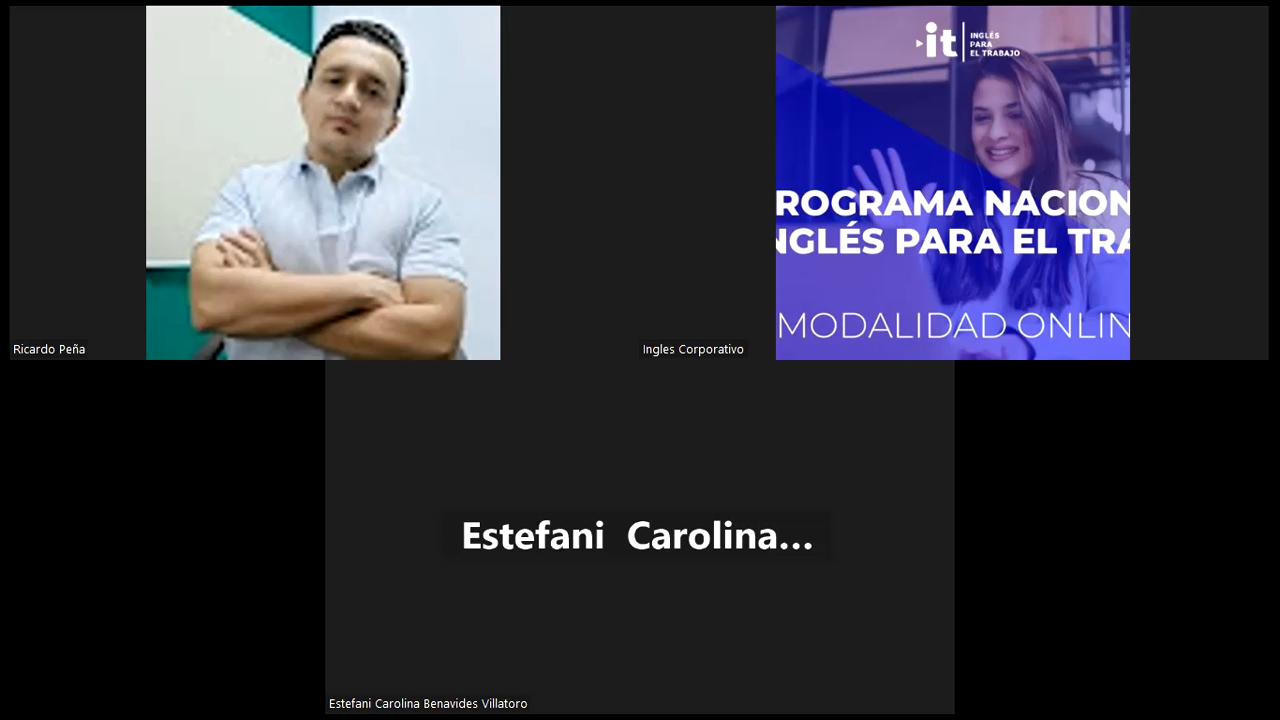 it
INGLÉS
PARA
EL TRABAJO
ROGRAMA NACION
NGLÉS PARA EL TRA
MODALIDAD ONLIN
Ricardo Peña
Ingles Corporativo
Estefani Carolina...
Estefani Carolina Benavides Villatoro